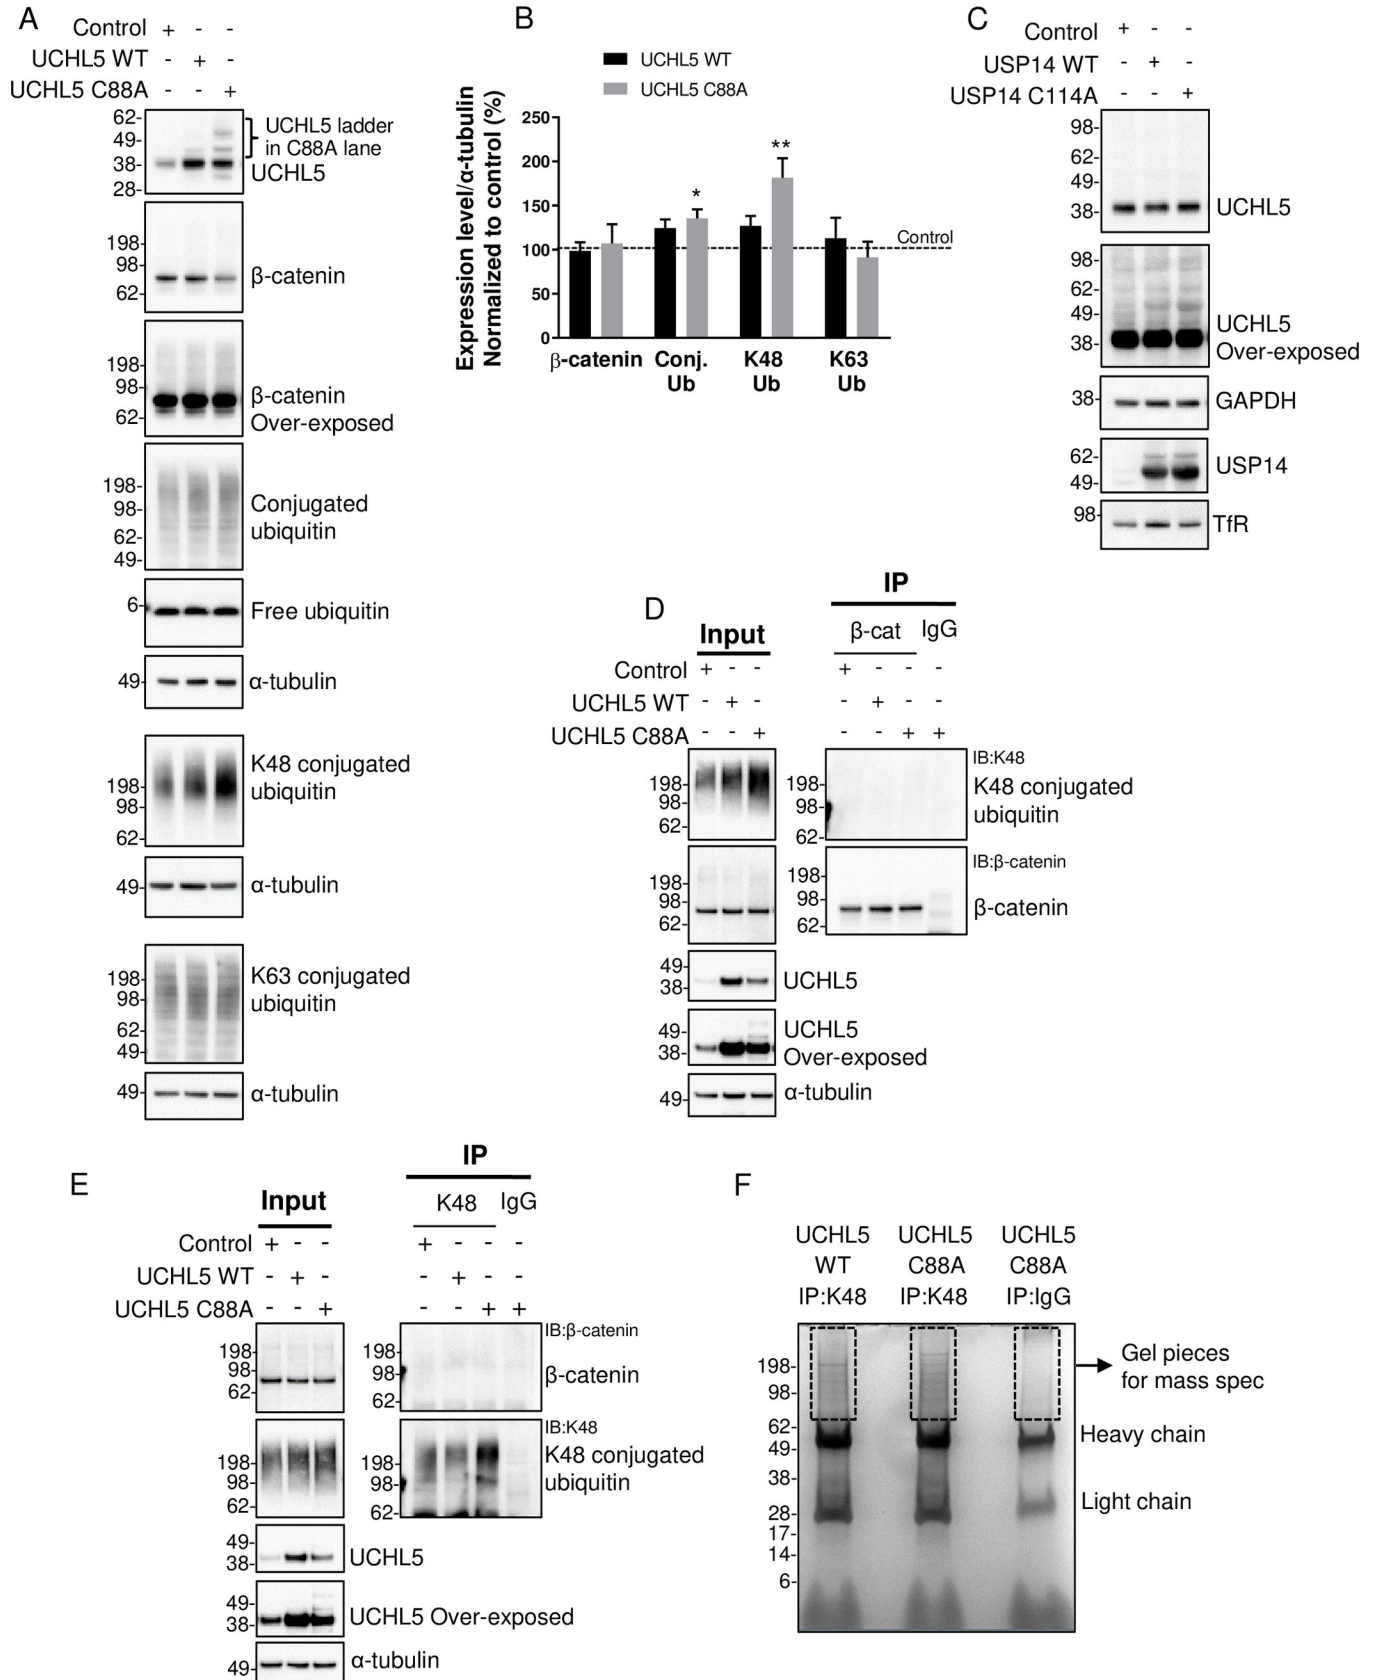 A
Control + - -
UCHL5 WT - + -
UCHL5 C88A - - +
62-
49-
38-
28-
UCHL5 ladder
in C88A lane
UCHL5
198-
98-
62-
β-catenin
198-
98-
62-
β-catenin
Over-exposed
198-
98-
62-
49-
Conjugated
ubiquitin
6-
Free ubiquitin
49-
α-tubulin
198-
98-
62-
K48 conjugated
ubiquitin
49-
α-tubulin
198-
98-
62-
49-
K63 conjugated
ubiquitin
49-
α-tubulin
B
UCHL5 WT
UCHL5 C88A
Expression level/α-tubulin
Normalized to control (%)
250
200
150
100
50
0
*
**
Control
β-catenin Conj. K48 K63
Ub Ub Ub
C
Control + - -
USP14 WT - + -
USP14 C114A - - +
98-
62-
49-
38-
UCHL5
98-
62-
49-
38-
UCHL5
Over-exposed
38-
GAPDH
62-
49-
USP14
98-
TfR
D
IP
Input β-cat IgG
Control + - - + - - -
UCHL5 WT - + - - + - -
UCHL5 C88A - - + - - + +
198-
98-
62-
198-
98-
62-
IB:K48
K48 conjugated
ubiquitin
198-
98-
62-
198-
98-
62-
IB:β-catenin
β-catenin
49-
38-
UCHL5
49-
38-
UCHL5
Over-exposed
49-
α-tubulin
E
IP
Input K48 IgG
Control + - - + - - -
UCHL5 WT - + - - + - -
UCHL5 C88A - - + - - + +
198-
98-
62-
198-
98-
62-
IB:β-catenin
β-catenin
198-
98-
62-
198-
98-
62-
IB:K48
K48 conjugated
ubiquitin
49-
38-
UCHL5
49-
38-
UCHL5 Over-exposed
49-
α-tubulin
F
UCHL5 UCHL5 UCHL5
WT C88A C88A
IP:K48 IP:K48 IP:IgG
198-
98-
62-
49-
38-
28-
17-
14-
6-
Gel pieces
for mass spec
Heavy chain
Light chain